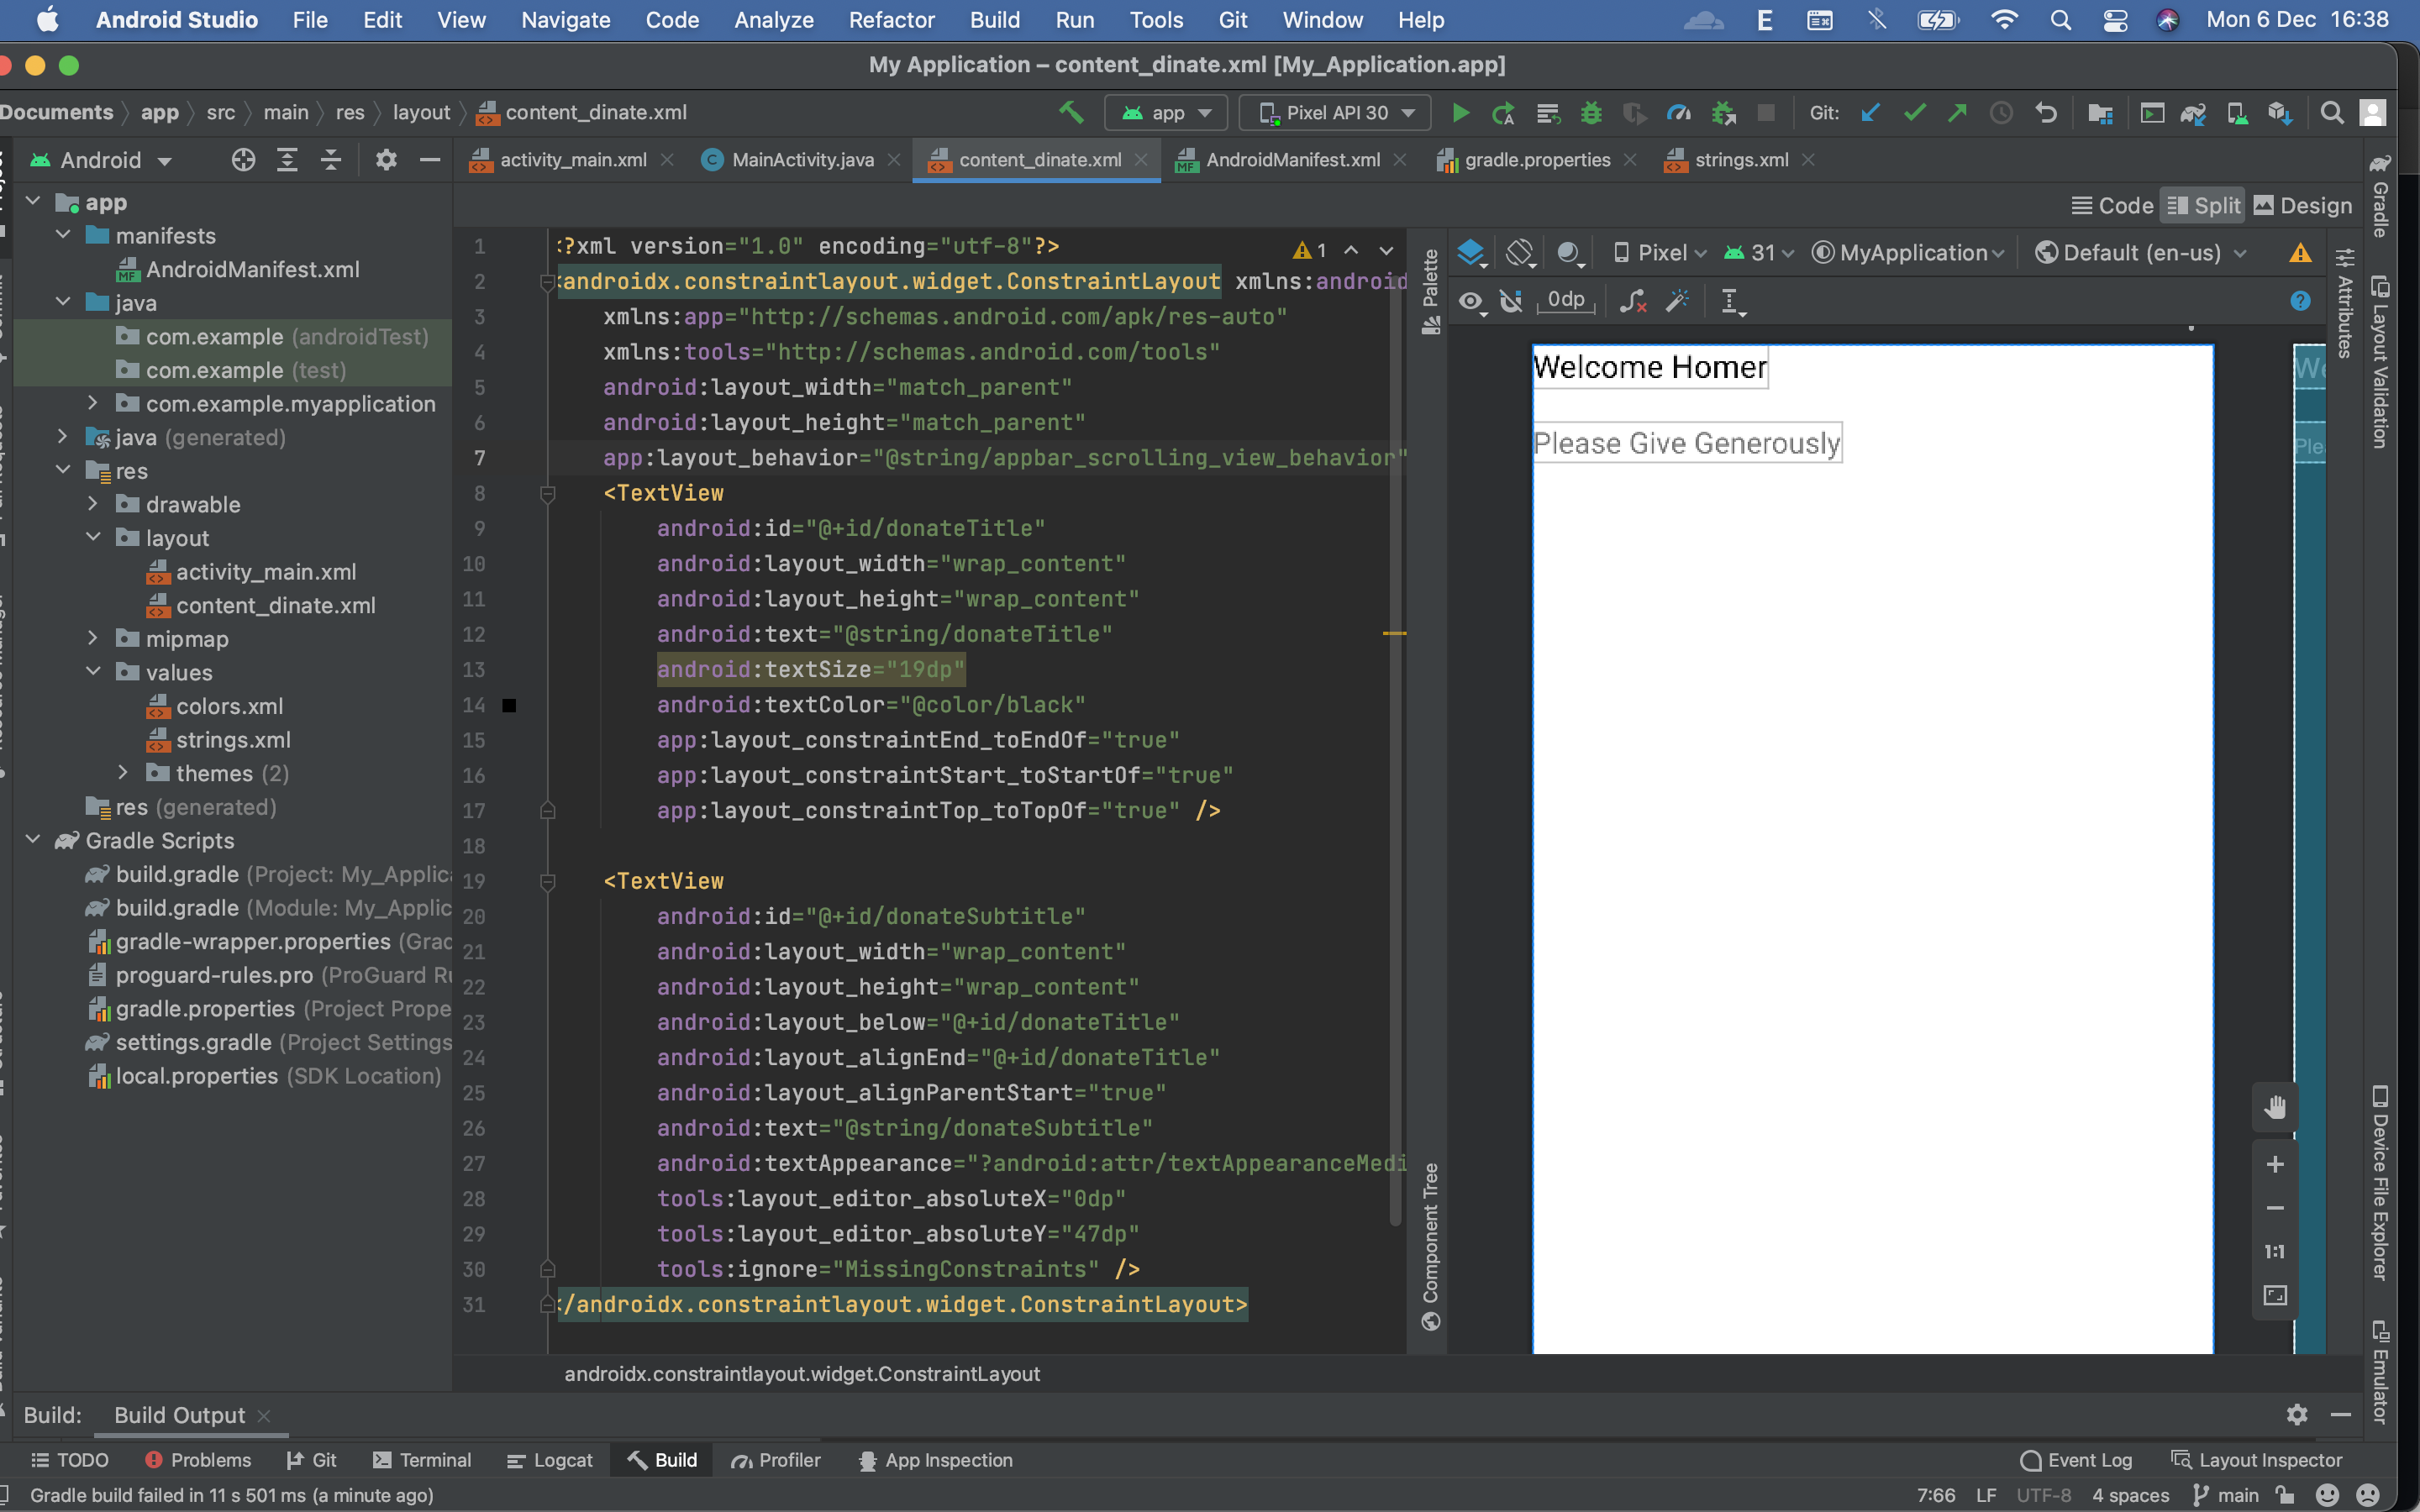 Android Studio File Edit View Navigate Code Analyze Refactor Build Run Tools Git Window Help E Mon 6 Dec 16:38
My Application – content_dinate.xml [My_Application.app]
Documents app src main res layout content_dinate.xml app Pixel API 30 Git:
Android activity_main.xml MainActivity.java content_dinate.xml AndroidManifest.xml gradle.properties strings.xml
Code Split Design
Pixel 31 MyApplication Default (en-us)
0dp
app
manifests
AndroidManifest.xml
java
com.example (androidTest)
com.example (test)
com.example.myapplication
java (generated)
res
drawable
layout
activity_main.xml
content_dinate.xml
mipmap
values
colors.xml
strings.xml
themes (2)
res (generated)
Gradle Scripts
build.gradle (Project: My_Applica
build.gradle (Module: My_Applic
gradle-wrapper.properties (Grad
proguard-rules.pro (ProGuard Ru
gradle.properties (Project Prope
settings.gradle (Project Settings
local.properties (SDK Location)
1 <?xml version="1.0" encoding="utf-8"?> 1
2 <androidx.constraintlayout.widget.ConstraintLayout xmlns:android
3 xmlns:app="http://schemas.android.com/apk/res-auto"
4 xmlns:tools="http://schemas.android.com/tools"
5 android:layout_width="match_parent"
6 android:layout_height="match_parent"
7 app:layout_behavior="@string/appbar_scrolling_view_behavior"
8 <TextView
9 android:id="@+id/donateTitle"
10 android:layout_width="wrap_content"
11 android:layout_height="wrap_content"
12 android:text="@string/donateTitle"
13 android:textSize="19dp"
14 android:textColor="@color/black"
15 app:layout_constraintEnd_toEndOf="true"
16 app:layout_constraintStart_toStartOf="true"
17 app:layout_constraintTop_toTopOf="true" />
18
19 <TextView
20 android:id="@+id/donateSubtitle"
21 android:layout_width="wrap_content"
22 android:layout_height="wrap_content"
23 android:layout_below="@+id/donateTitle"
24 android:layout_alignEnd="@+id/donateTitle"
25 android:layout_alignParentStart="true"
26 android:text="@string/donateSubtitle"
27 android:textAppearance="?android:attr/textAppearanceMedi
28 tools:layout_editor_absoluteX="0dp"
29 tools:layout_editor_absoluteY="47dp"
30 tools:ignore="MissingConstraints" />
31 </androidx.constraintlayout.widget.ConstraintLayout>
androidx.constraintlayout.widget.ConstraintLayout
Palette
Component Tree
Welcome Homer
Please Give Generously
We
Ple
1:1
Attributes
Gradle
Layout Validation
Device File Explorer
Emulator
Build: Build Output
TODO Problems Git Terminal Logcat Build Profiler App Inspection Event Log Layout Inspector
Gradle build failed in 11 s 501 ms (a minute ago) 7:66 LF UTF-8 4 spaces main